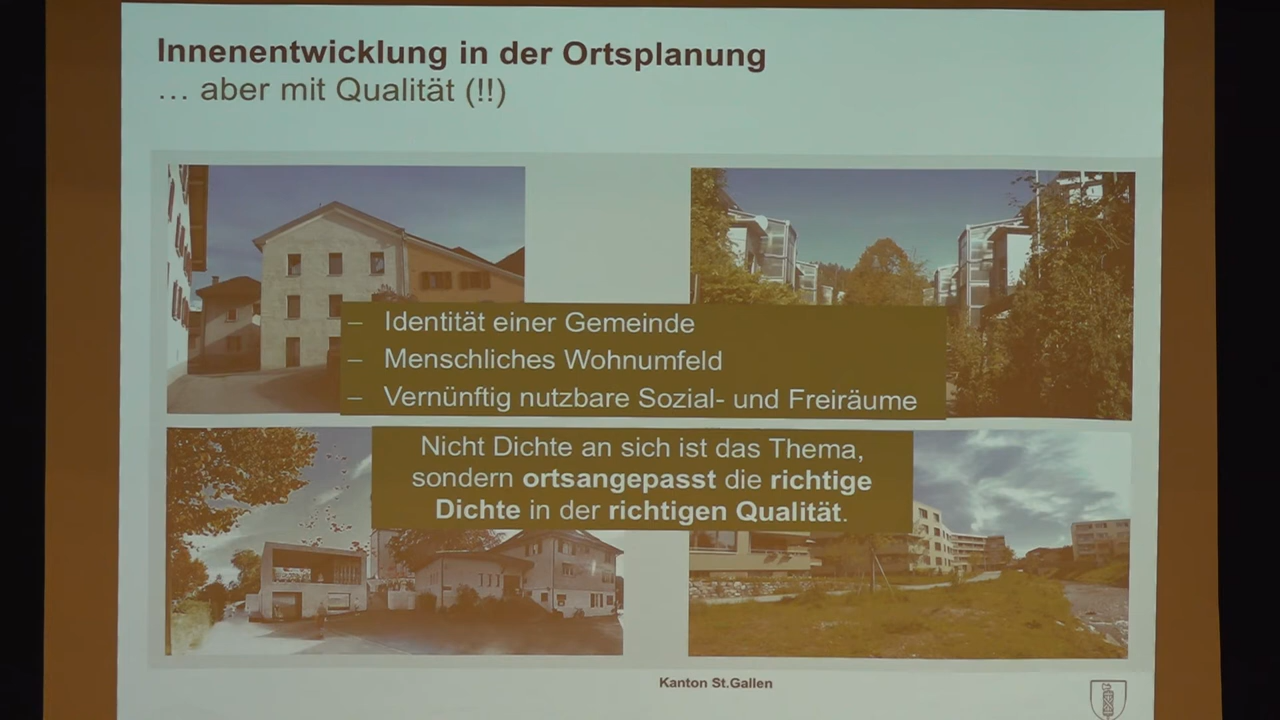 Innenentwicklung in der Ortsplanung
… aber mit Qualität (!!)
– Identität einer Gemeinde
– Menschliches Wohnumfeld
– Vernünftig nutzbare Sozial- und Freiräume
Nicht Dichte an sich ist das Thema,
sondern ortsangepasst die richtige
Dichte in der richtigen Qualität.
Kanton St.Gallen